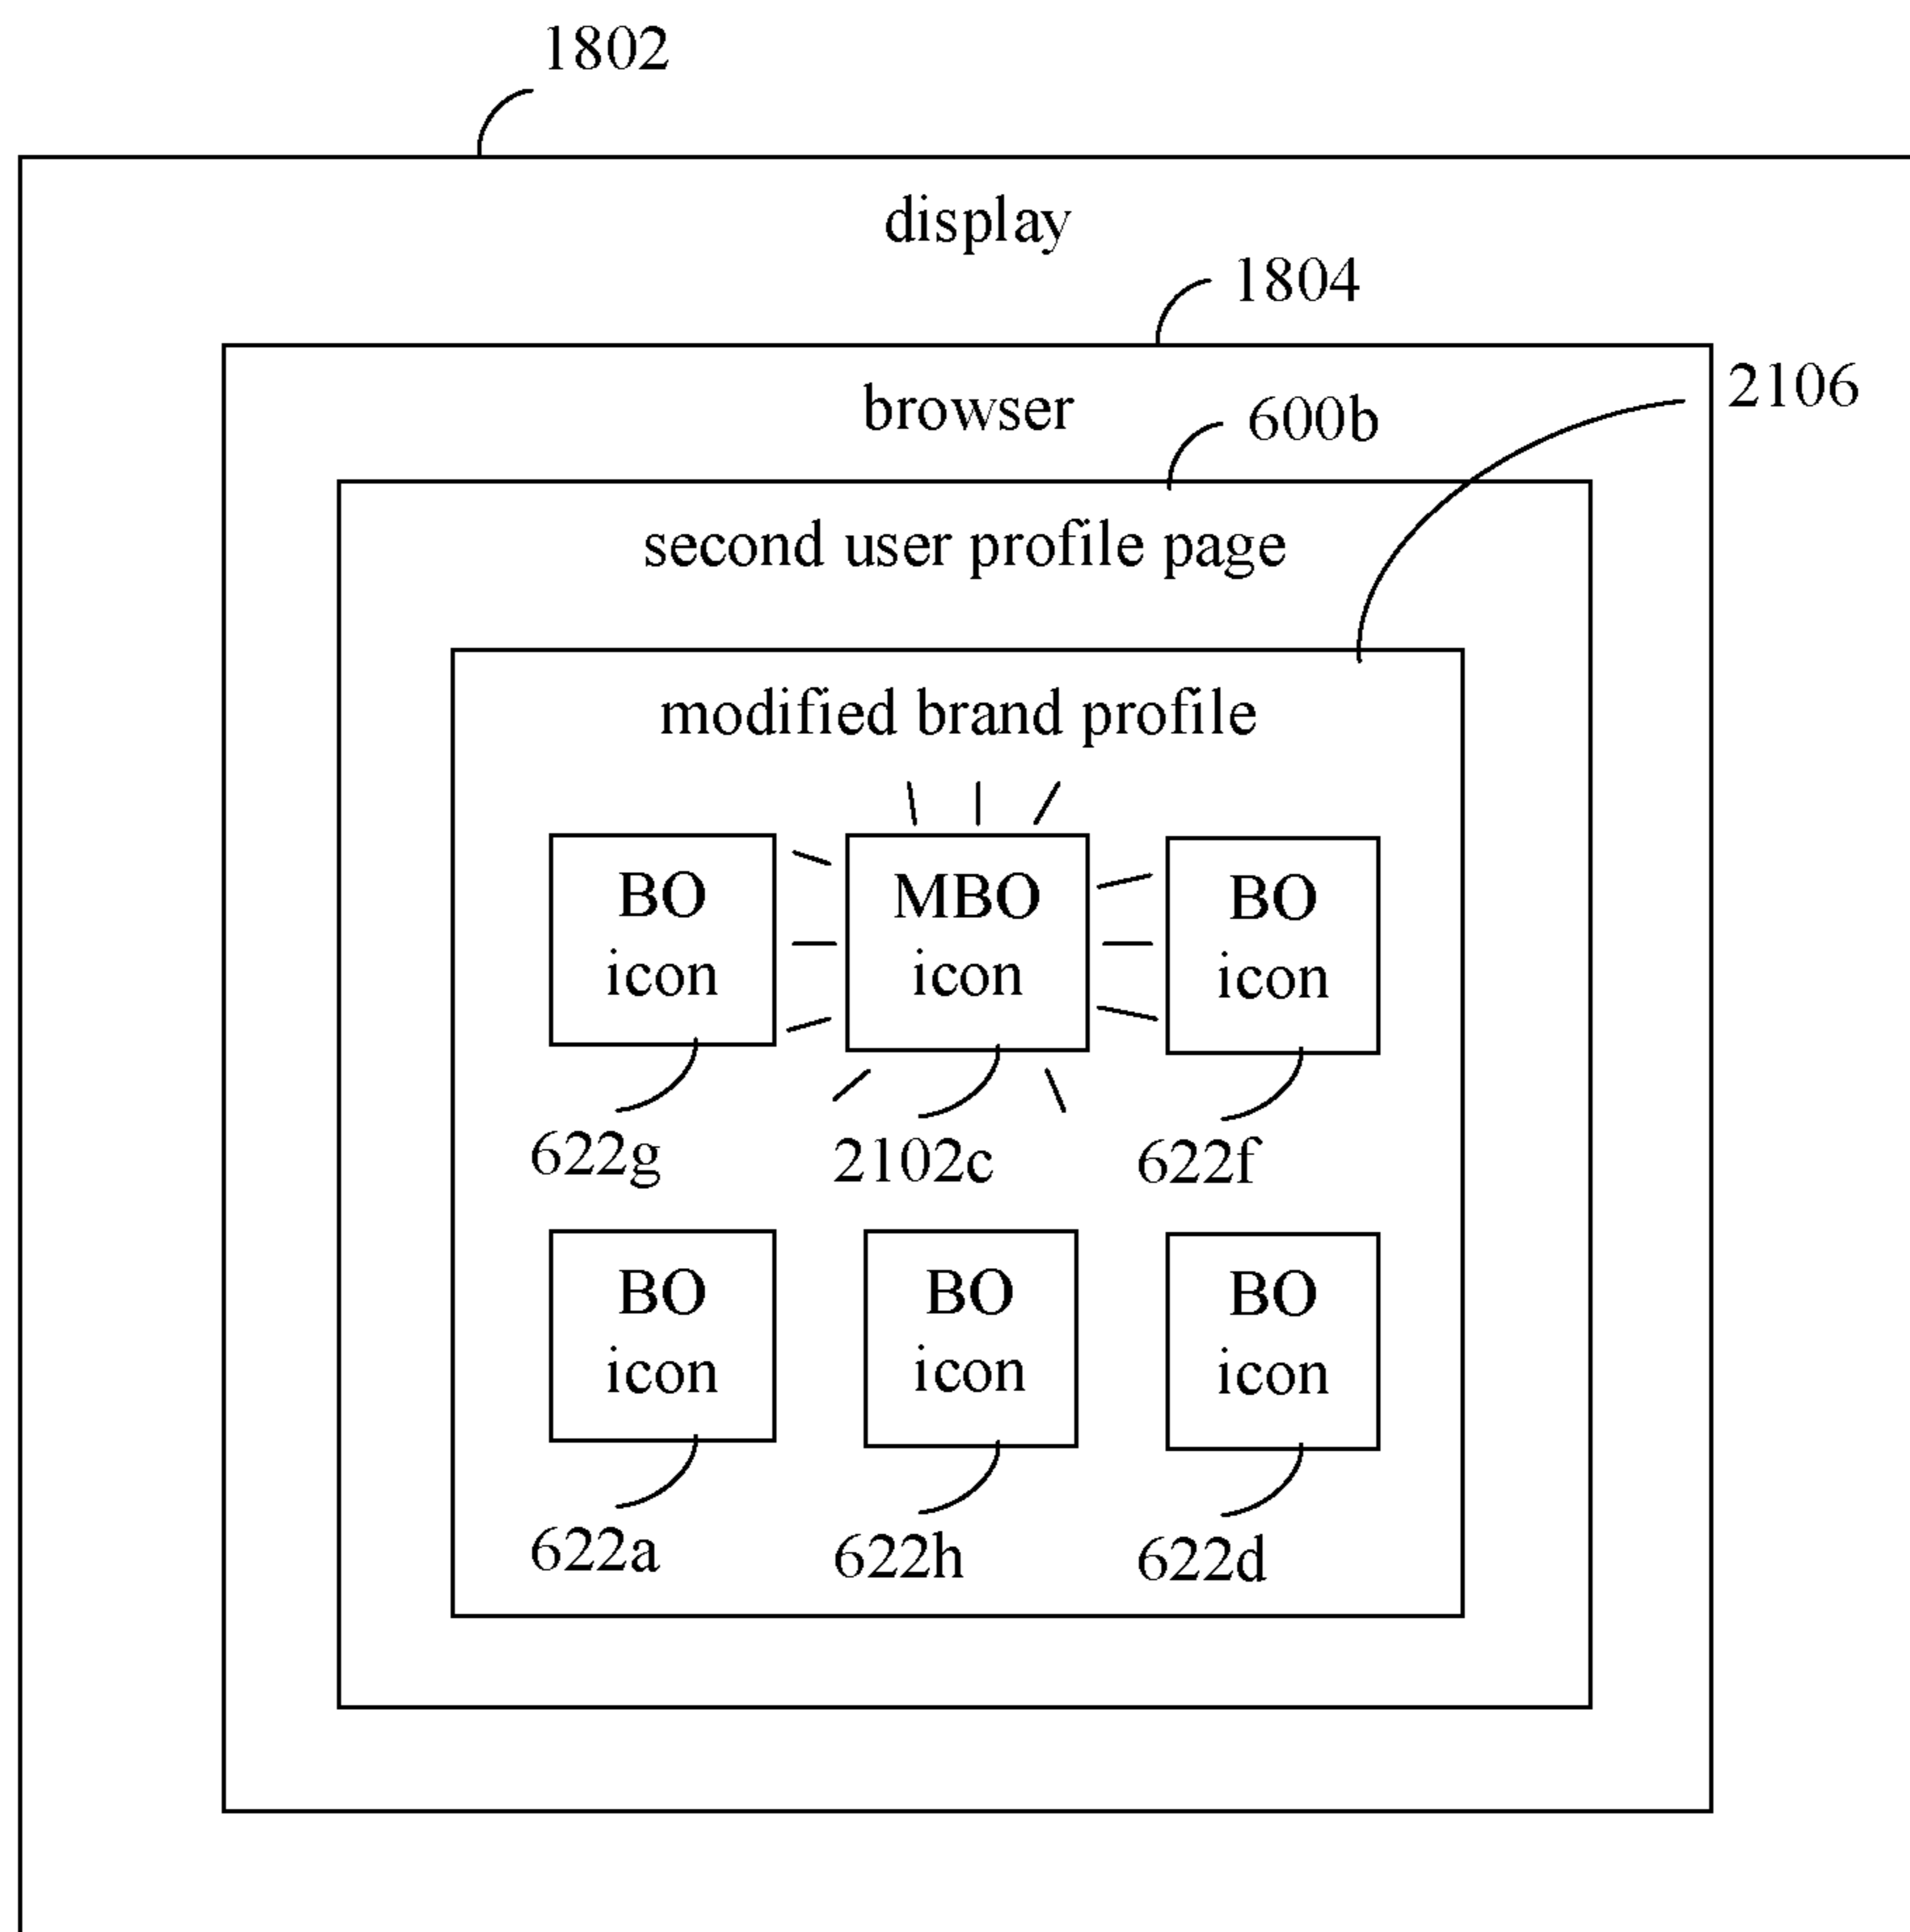 1802
display
1804
browser
600b
2106
second user profile page
modified brand profile
BO
icon
MBO
icon
BO
icon
622g
2102c
622f
BO
icon
BO
icon
BO
icon
622a
622h
622d